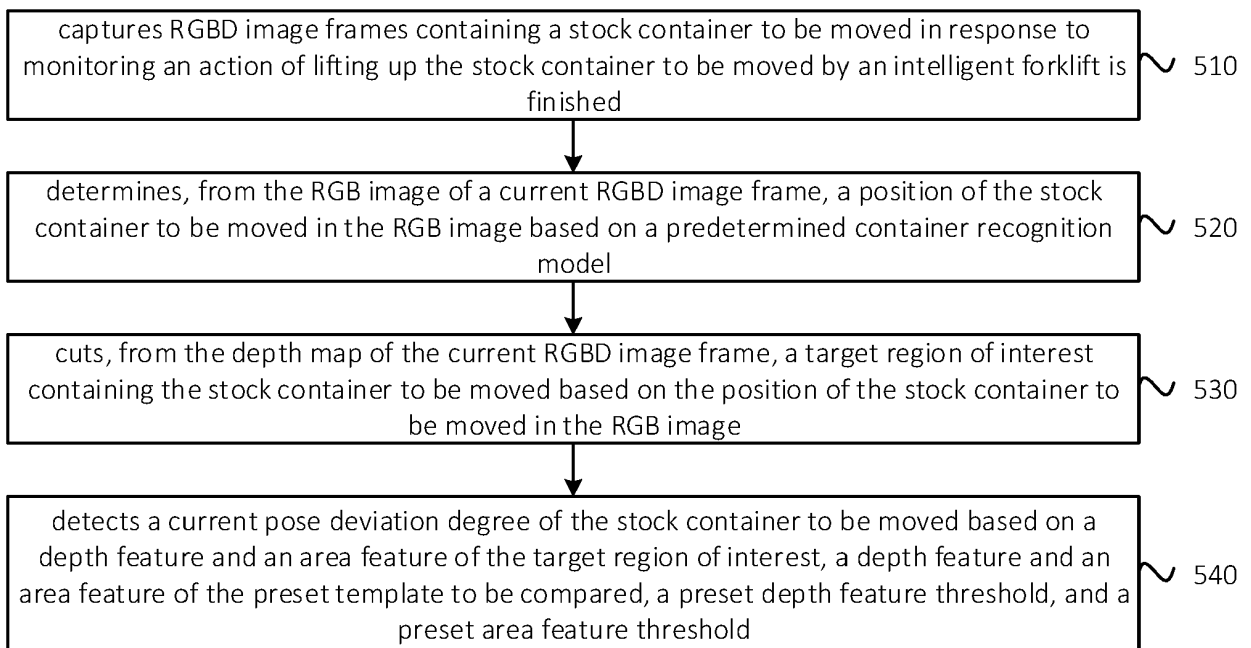 captures RGBD image frames containing a stock container to be moved in response to
monitoring an action of lifting up the stock container to be moved by an intelligent forklift is
finished
510
determines, from the RGB image of a current RGBD image frame, a position of the stock
container to be moved in the RGB image based on a predetermined container recognition
model
520
cuts, from the depth map of the current RGBD image frame, a target region of interest
containing the stock container to be moved based on the position of the stock container to
be moved in the RGB image
530
detects a current pose deviation degree of the stock container to be moved based on a
depth feature and an area feature of the target region of interest, a depth feature and an
area feature of the preset template to be compared, a preset depth feature threshold, and a
preset area feature threshold
540